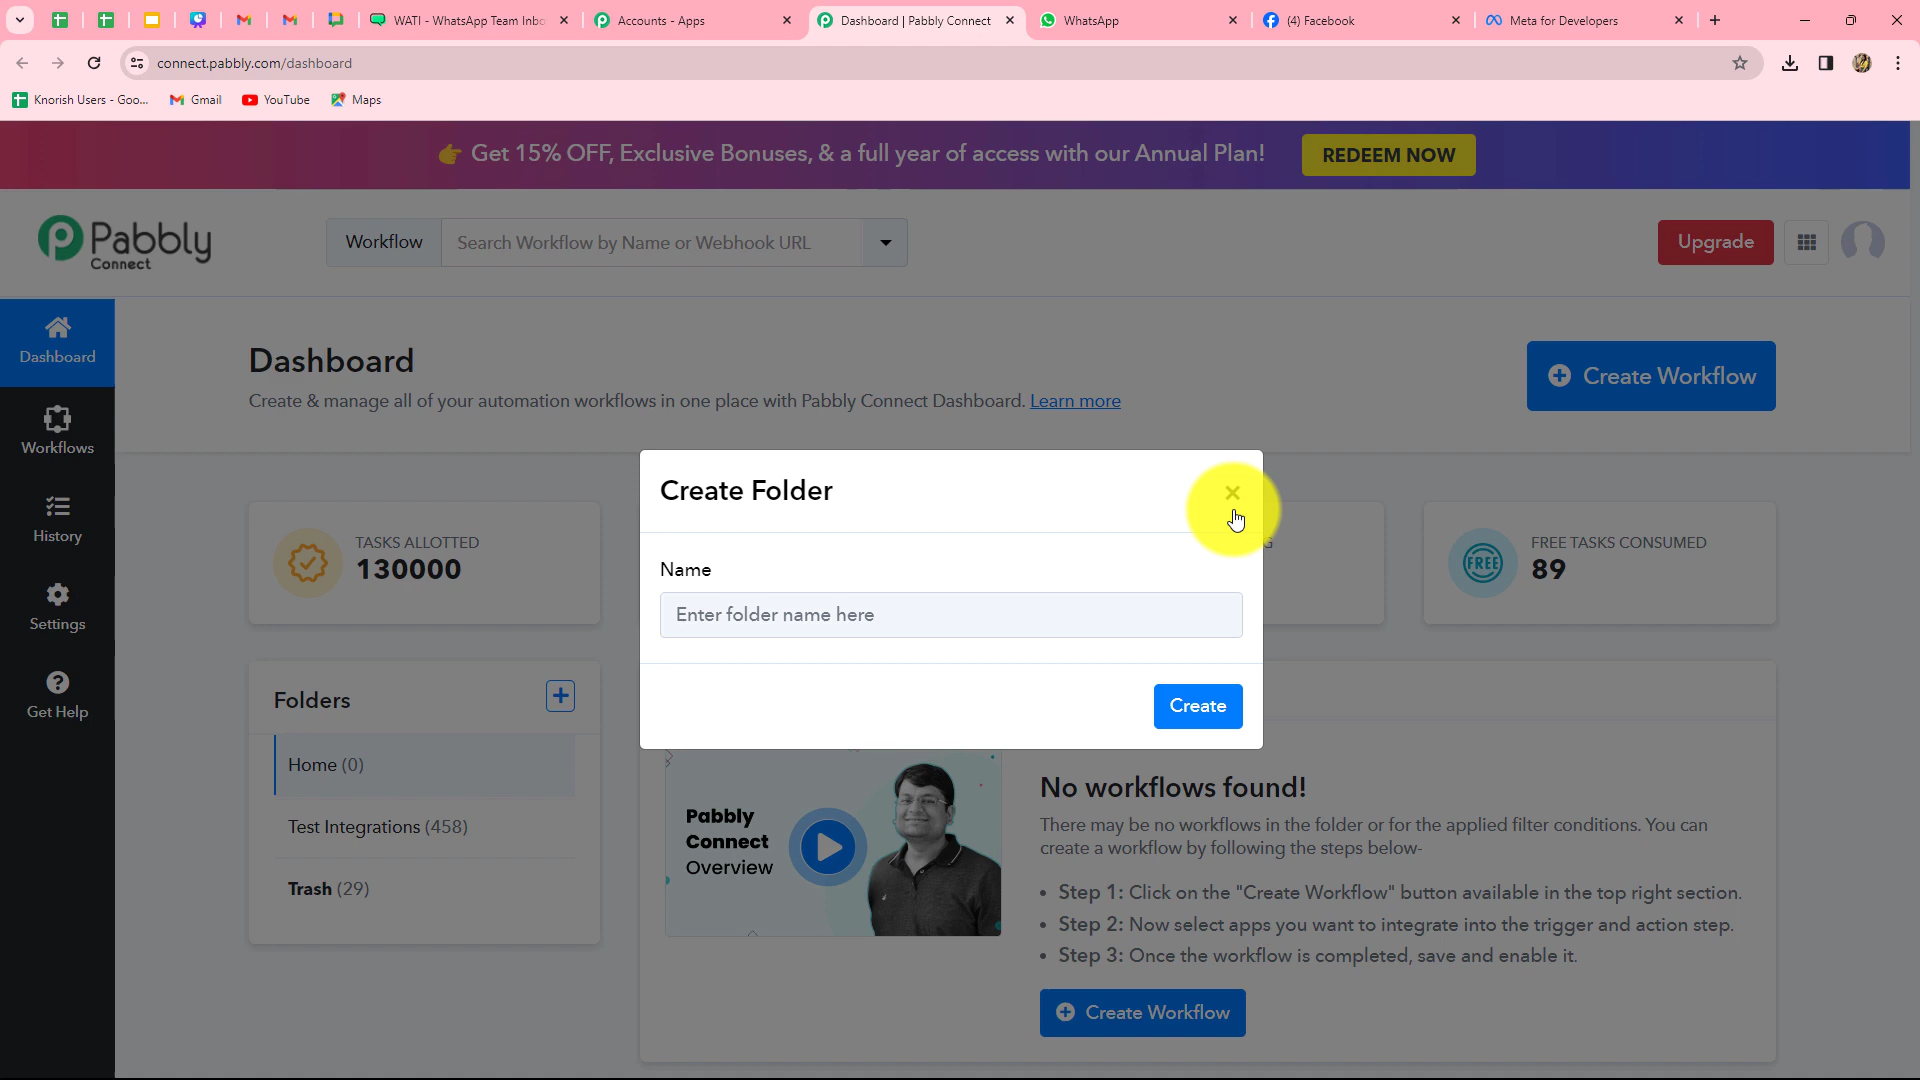 WATI - WhatsApp Team Inbo
Accounts - Apps
Dashboard | Pabbly Connect
WhatsApp
(4) Facebook
Meta for Developers
connect.pabbly.com/dashboard
Knorish Users - Goo...
Gmail
YouTube
Maps
Get 15% OFF, Exclusive Bonuses, & a full year of access with our Annual Plan!
REDEEM NOW
Pabbly
Connect
Workflow
Search Workflow by Name or Webhook URL
Upgrade
Dashboard
Workflows
History
Settings
Get Help
Dashboard
Create & manage all of your automation workflows in one place with Pabbly Connect Dashboard. Learn more
Create Workflow
TASKS ALLOTTED
130000
FREE TASKS CONSUMED
FREE
89
Create Folder
Name
Enter folder name here
Create
Folders
Home (0)
Test Integrations (458)
Trash (29)
Pabbly
Connect
Overview
No workflows found!
There may be no workflows in the folder or for the applied filter conditions. You can
create a workflow by following the steps below-
Step 1: Click on the "Create Workflow" button available in the top right section.
Step 2: Now select apps you want to integrate into the trigger and action step.
Step 3: Once the workflow is completed, save and enable it.
Create Workflow